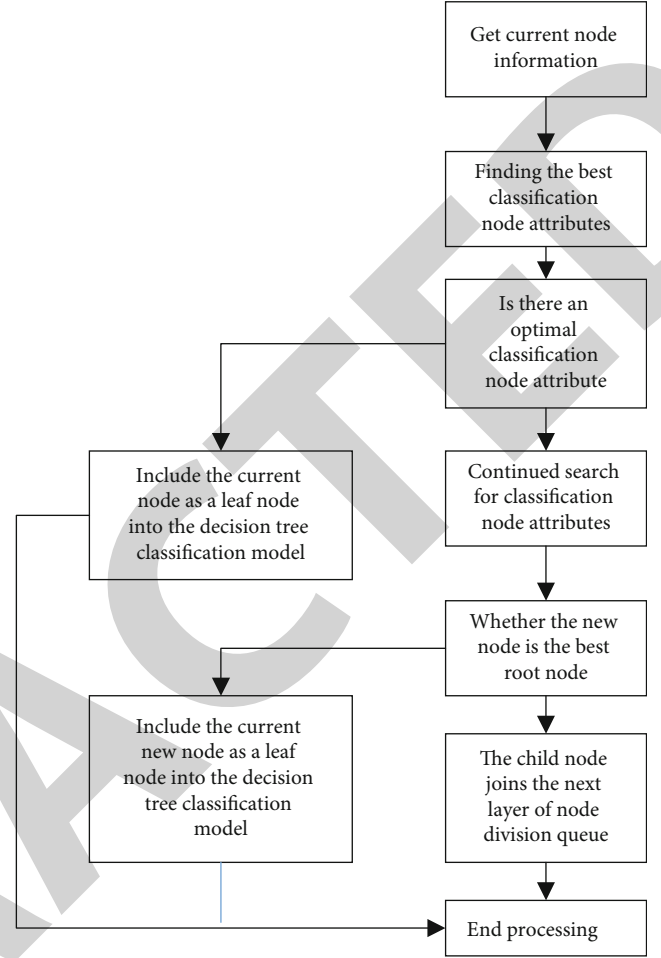 Get current node
information
Finding the best
classification
node attributes
Is there an
optimal
classification
node attribute
Include the current
node as a leaf node
into the decision tree
classification model
Continued search
for classification
node attributes
Whether the new
node is the best
root node
Include the current
new node as a leaf
node into the decision
tree classification
model
The child node
joins the next
layer of node
division queue
End processing